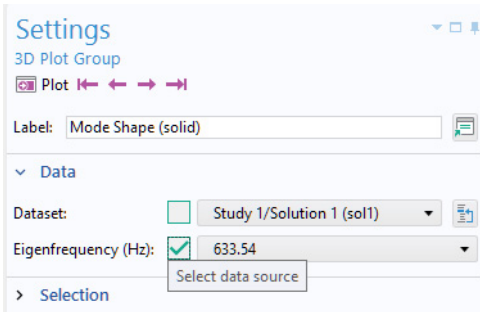 Settings
3D Plot Group
Plot
Label: Mode Shape (solid)
Data
Dataset: Study 1/Solution 1 (sol1)
Eigenfrequency (Hz): 633.54
Select data source
Selection